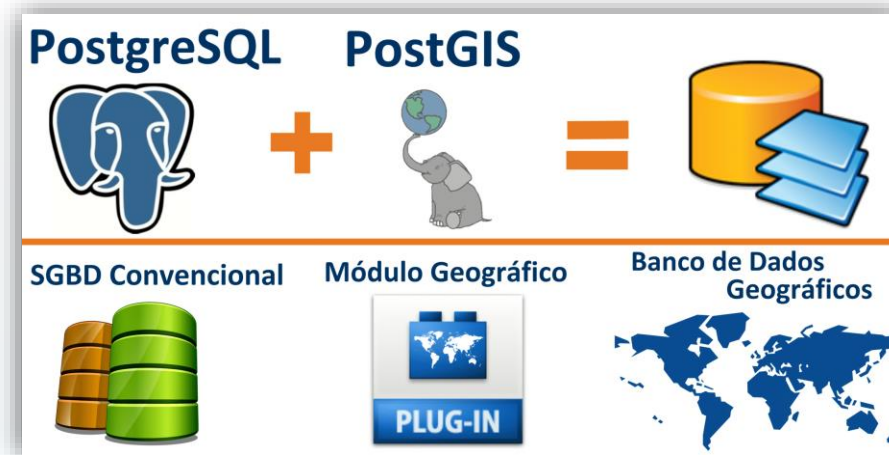 PostgreSQL
PostGIS
SGBD Convencional
Módulo Geográfico
Banco de Dados
Geográficos
PLUG-IN